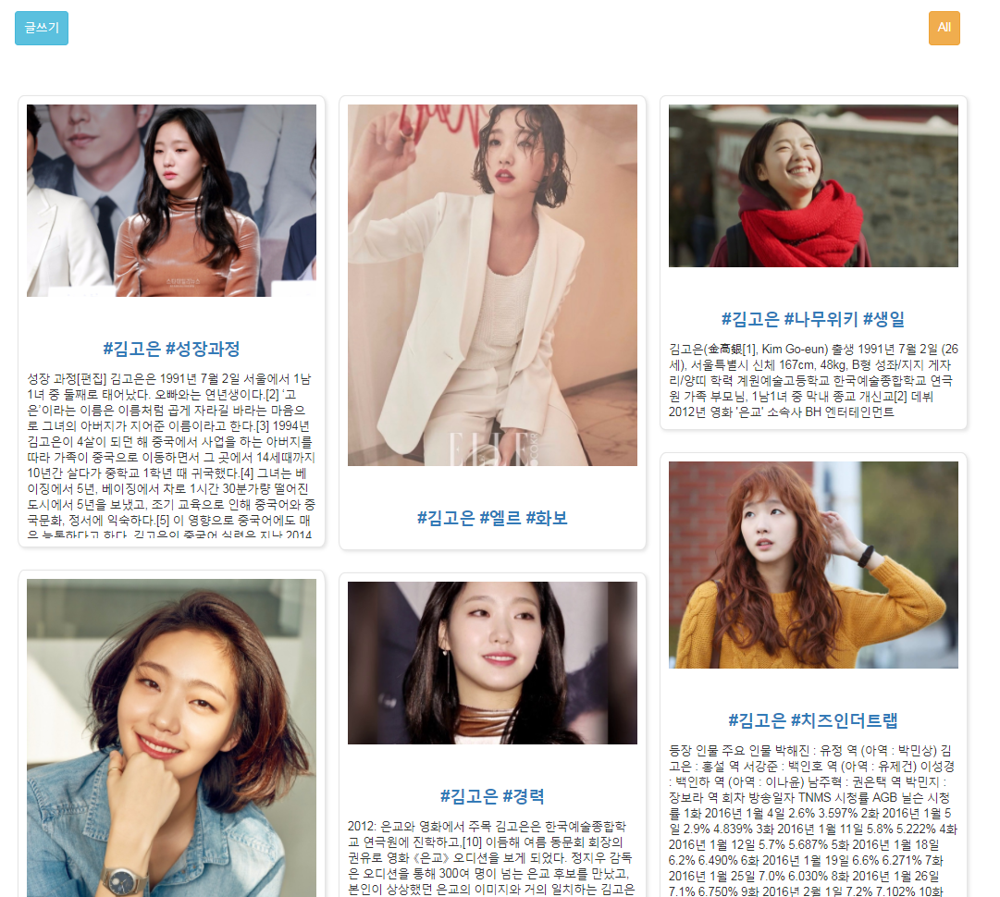 글쓰기
All
스타데일리뉴스
#김고은 #성장과정
성장 과정[편집] 김고은은 1991년 7월 2일 서울에서 1남
1녀 중 둘째로 태어났다. 오빠와는 연년생이다.[2] ‘고
은’이라는 이름은 이름처럼 곱게 자라길 바라는 마음으
로 그녀의 아버지가 지어준 이름이라고 한다.[3] 1994년
김고은이 4살이 되던 해 중국에서 사업을 하는 아버지를
따라 가족이 중국으로 이동하면서 그 곳에서 14세때까지
10년간 살다가 중학교 1학년 때 귀국했다.[4] 그녀는 베
이징에서 5년, 베이징에서 차로 1시간 30분가량 떨어진
도시에서 5년을 보냈고, 조기 교육으로 인해 중국어와 중
국문화, 정서에 익숙하다.[5] 이 영향으로 중국어에도 매
우 능통하다고 한다. 김고은의 중국어 실력은 지난 2014
ELLE
#김고은 #엘르 #화보
#김고은 #나무위키 #생일
김고은(金高銀[1], Kim Go-eun) 출생 1991년 7월 2일 (26
세), 서울특별시 신체 167cm, 48kg, B형 성좌/지지 게자
리/양띠 학력 계원예술고등학교 한국예술종합학교 연극
원 가족 부모님, 1남1녀 중 막내 종교 개신교[2] 데뷔
2012년 영화 '은교' 소속사 BH 엔터테인먼트
#김고은 #경력
2012: 은교와 영화에서 주목 김고은은 한국예술종합학
교 연극원에 진학하고,[10] 이듬해 여름 동문회 회장의
권유로 영화 《은교》 오디션을 보게 되었다. 정지우 감독
은 오디션을 통해 300여 명이 넘는 은교 후보를 만났고,
본인이 상상했던 은교의 이미지와 거의 일치하는 김고은
#김고은 #치즈인더트랩
등장 인물 주요 인물 박해진 : 유정 역 (아역 : 박민상) 김
고은 : 홍설 역 서강준 : 백인호 역 (아역 : 유제건) 이성경
: 백인하 역 (아역 : 이나윤) 남주혁 : 권은택 역 박민지 :
장보라 역 회차 방송일자 TNMS 시청률 AGB 닐슨 시청
률 1화 2016년 1월 4일 2.6% 3.597% 2화 2016년 1월 5
일 2.9% 4.839% 3화 2016년 1월 11일 5.8% 5.222% 4화
2016년 1월 12일 5.7% 5.687% 5화 2016년 1월 18일
6.2% 6.490% 6화 2016년 1월 19일 6.6% 6.271% 7화
2016년 1월 25일 7.0% 6.030% 8화 2016년 1월 26일
7.1% 6.750% 9화 2016년 2월 1일 7.2% 7.102% 10화